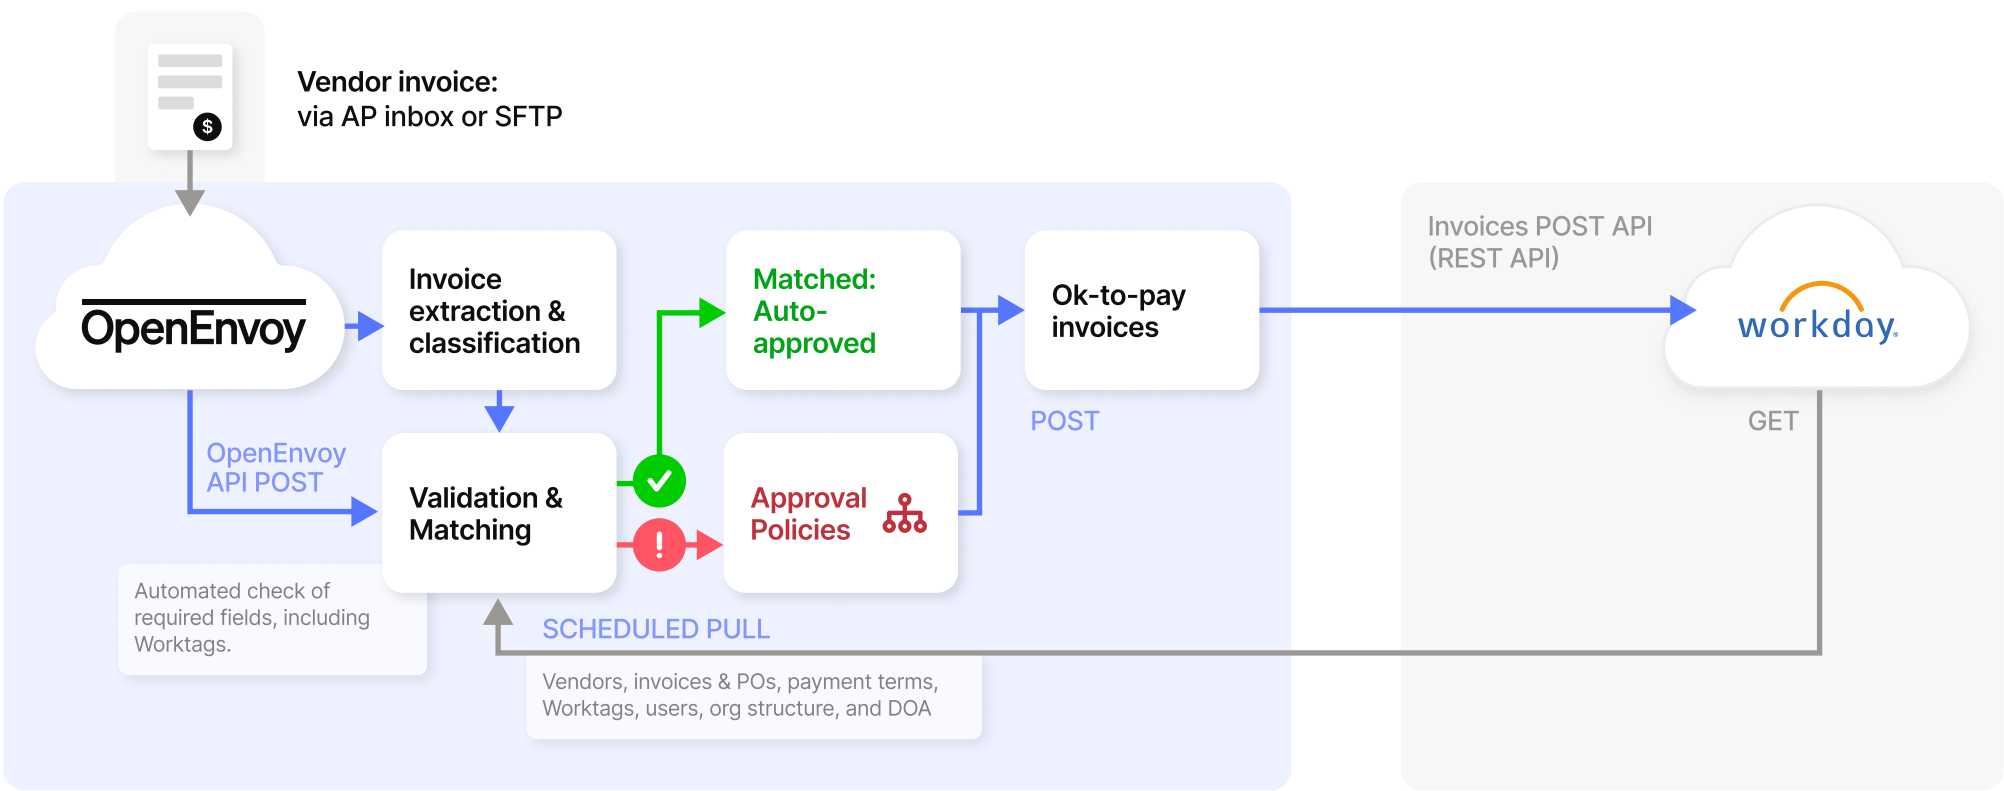 $
Vendor invoice:
via AP inbox or SFTP
OpenEnvoy
Invoice
extraction &
classification
Matched:
Auto-
approved
Ok-to-pay
invoices
Invoices POST API
(REST API)
workday®
POST
GET
OpenEnvoy
API POST
Validation &
Matching
Approval
Policies
Automated check of
required fields, including
Worktags.
SCHEDULED PULL
Vendors, invoices & POs, payment terms,
Worktags, users, org structure, and DOA